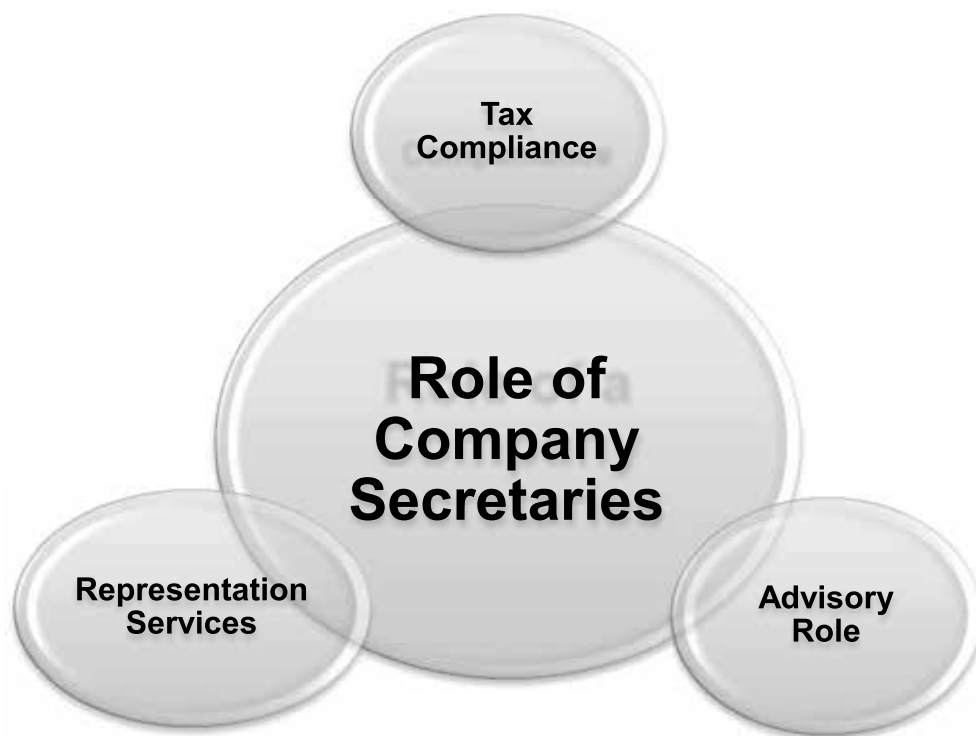 Tax
Compliance
Role of
Company
Secretaries
Representation
Services
Advisory
Role